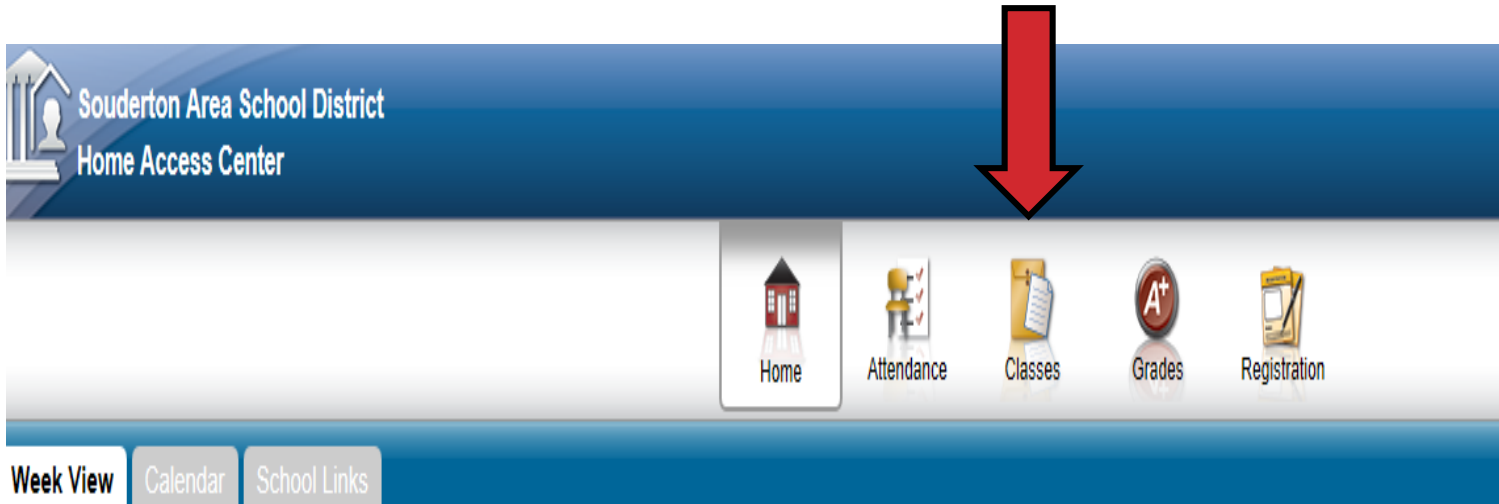 Souderton Area School District
Home Access Center
A+
Home Attendance Classes Grades Registration
Week View Calendar School Links